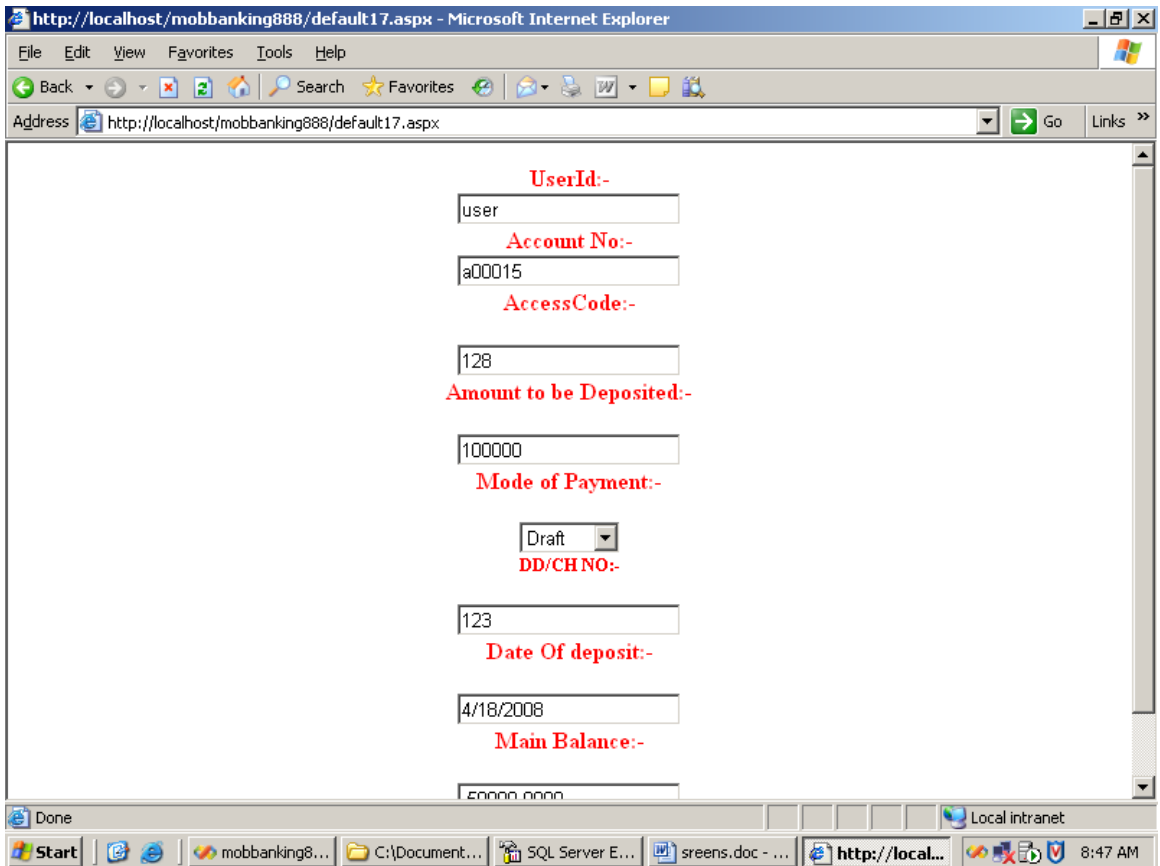 http://localhost/mobbanking888/default17.aspx - Microsoft Internet Explorer
File Edit View Favorites Tools Help
Back Search Favorites
Address http://localhost/mobbanking888/default17.aspx Go Links »
UserId:-
user
Account No:-
a00015
AccessCode:-
128
Amount to be Deposited:-
100000
Mode of Payment:-
Draft
DD/CH NO:-
123
Date Of deposit:-
4/18/2008
Main Balance:-
Done Local intranet
Start mobbanking8... C:\Document... SQL Server E... sreens.doc - ... http://local... 8:47 AM